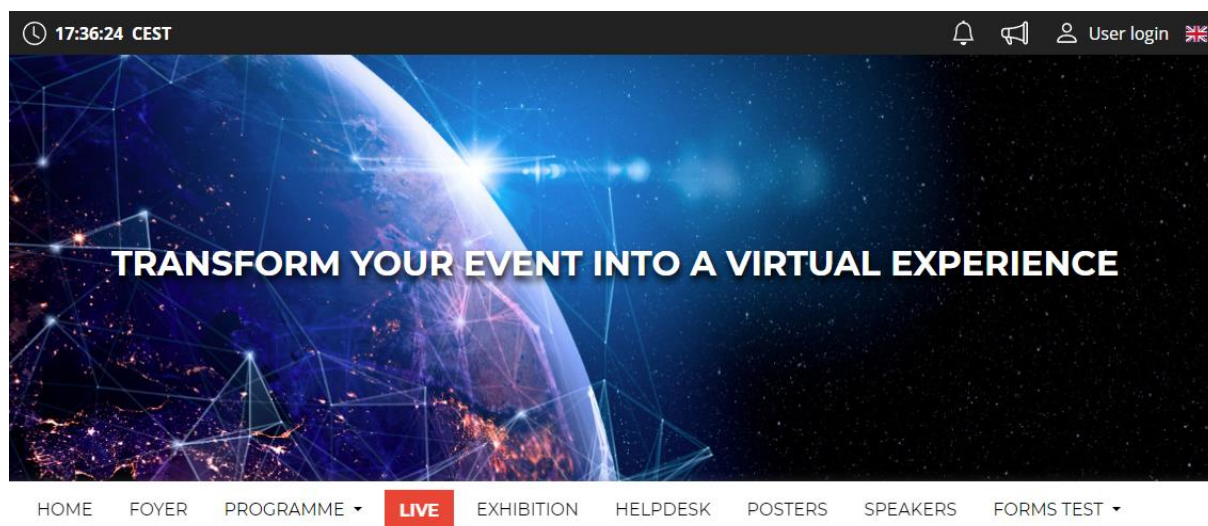 17:36:24 CEST User login
TRANSFORM YOUR EVENT INTO A VIRTUAL EXPERIENCE
HOME FOYER PROGRAMME LIVE EXHIBITION HELPDESK POSTERS SPEAKERS FORMS TEST